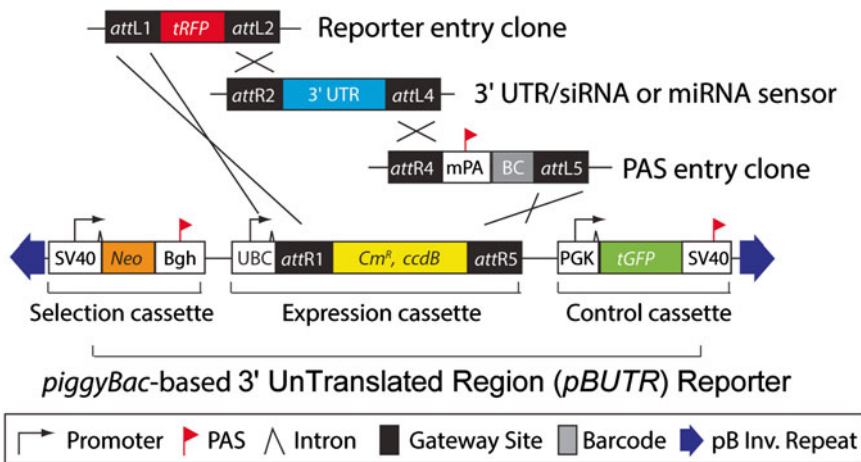 attL1 tRFP attL2 Reporter entry clone
attR2 3' UTR attL4 3' UTR/siRNA or miRNA sensor
attR4 mPA BC attL5 PAS entry clone
SV40 Neo Bgh UBC attR1 CmR, ccdB attR5 PGK tGFP SV40
Selection cassette Expression cassette Control cassette
piggyBac-based 3' UnTranslated Region (pBUTR) Reporter
Promoter PAS Intron Gateway Site Barcode pB Inv. Repeat